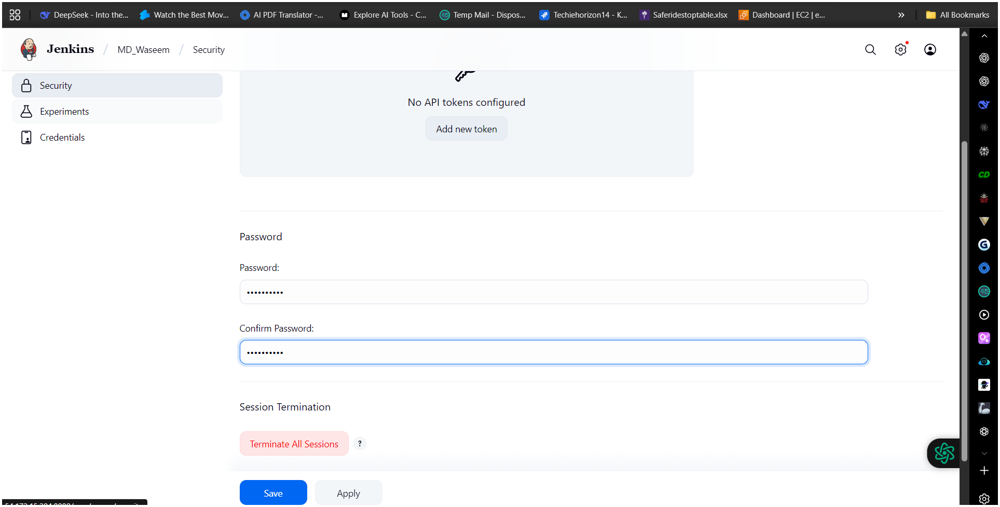 DeepSeek - Into the...
Watch the Best Mov...
AI PDF Translator -...
Explore AI Tools - C...
Temp Mail - Dispos...
Techiehorizon14 - K...
Saferidestoptable.xlsx
Dashboard | EC2 | e...
»
All Bookmarks
Jenkins / MD_Waseem / Security
Security
Experiments
Credentials
No API tokens configured
Add new token
Password
Password:
••••••••••
Confirm Password:
••••••••••
Session Termination
Terminate All Sessions ?
Save
Apply
CD